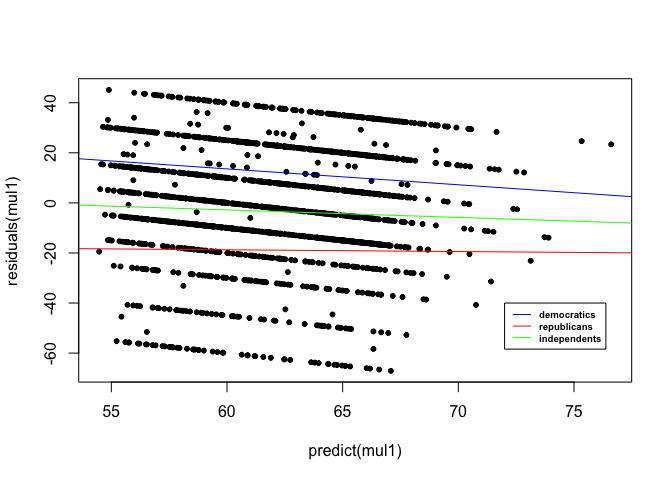 40
20
0
20
-40
-60
residuals(mul1)
55
60
65
70
75
predict(mul1)
democratics
republicans
independents